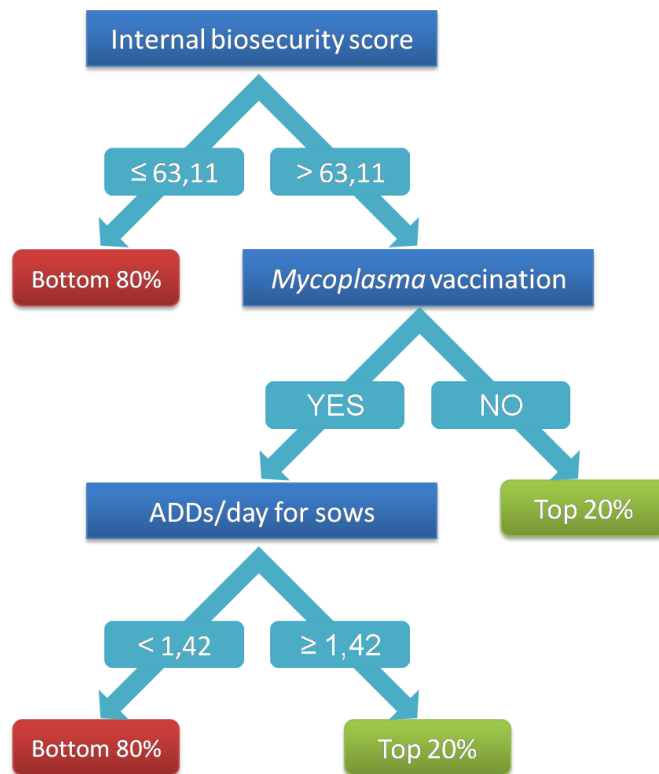 Internal biosecurity score
≤ 63,11
> 63,11
Bottom 80%
Mycoplasma vaccination
YES
NO
ADDs/day for sows
Top 20%
< 1,42
≥ 1,42
Bottom 80%
Top 20%